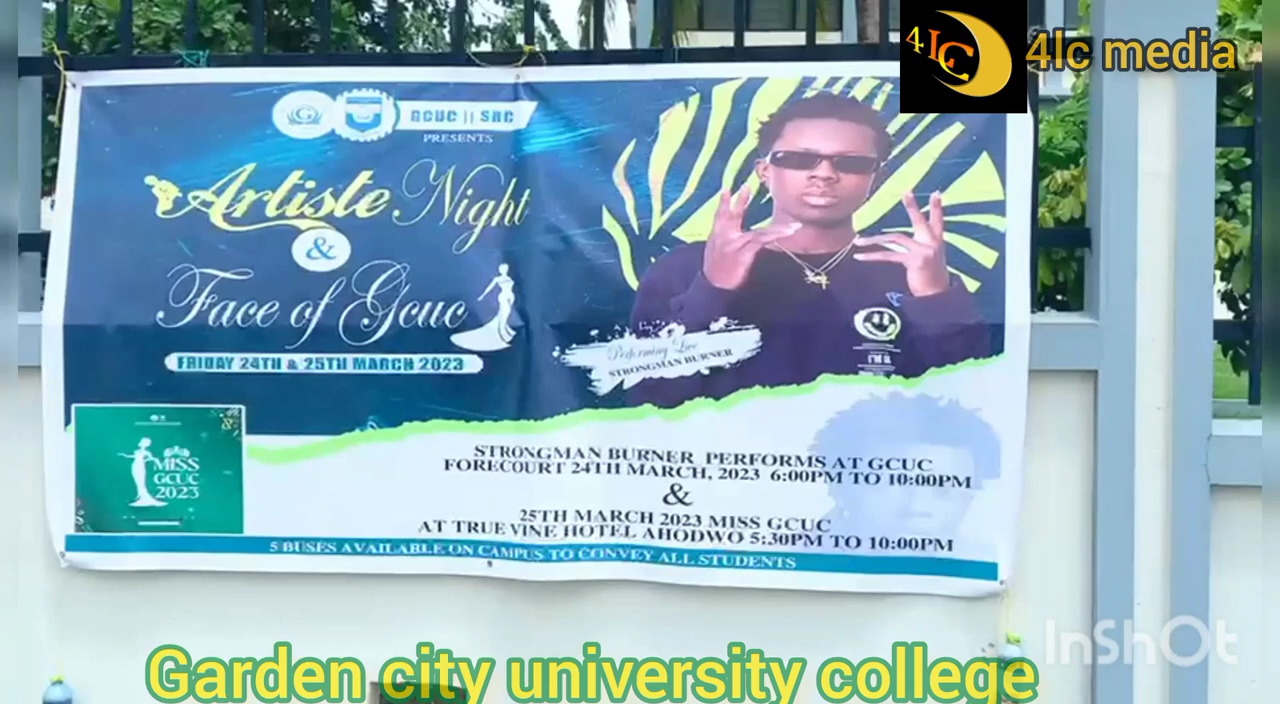 4LC
4lc media
GCUC || SRC
PRESENTS
Artiste Night
&
Face of Gcuc
FRIDAY 24TH & 25TH MARCH 2023
Performing Live
STRONGMAN BURNER
MISS
GCUC
2023
STRONGMAN BURNER PERFORMS AT GCUC
FORECOURT 24TH MARCH, 2023 6:00PM TO 10:00PM
&
25TH MARCH 2023 MISS GCUC
AT TRUE VINE HOTEL AHODWO 5:30PM TO 10:00PM
5 BUSES AVAILABLE ON CAMPUS TO CONVEY ALL STUDENTS
InShOt
Garden city university college